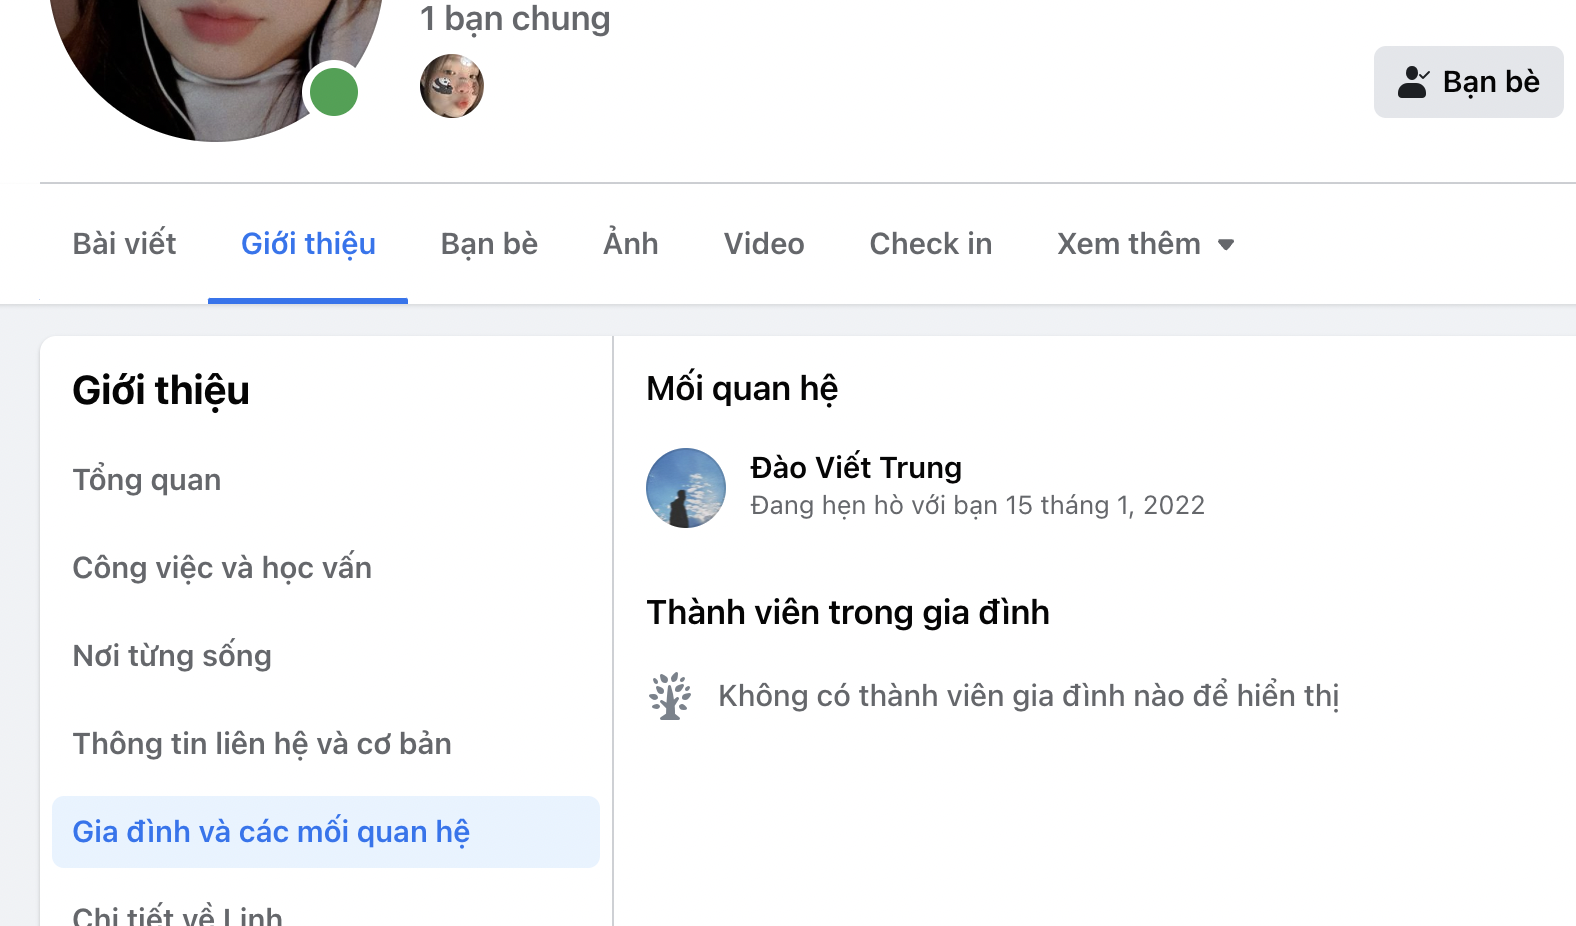 1 bạn chung
Bạn bè
Bài viết
Giới thiệu
Bạn bè
Ảnh
Video
Check in
Xem thêm
Giới thiệu
Tổng quan
Công việc và học vấn
Nơi từng sống
Thông tin liên hệ và cơ bản
Gia đình và các mối quan hệ
Chi tiết về Linh
Mối quan hệ
Đào Viết Trung
Đang hẹn hò với bạn 15 tháng 1, 2022
Thành viên trong gia đình
Không có thành viên gia đình nào để hiển thị